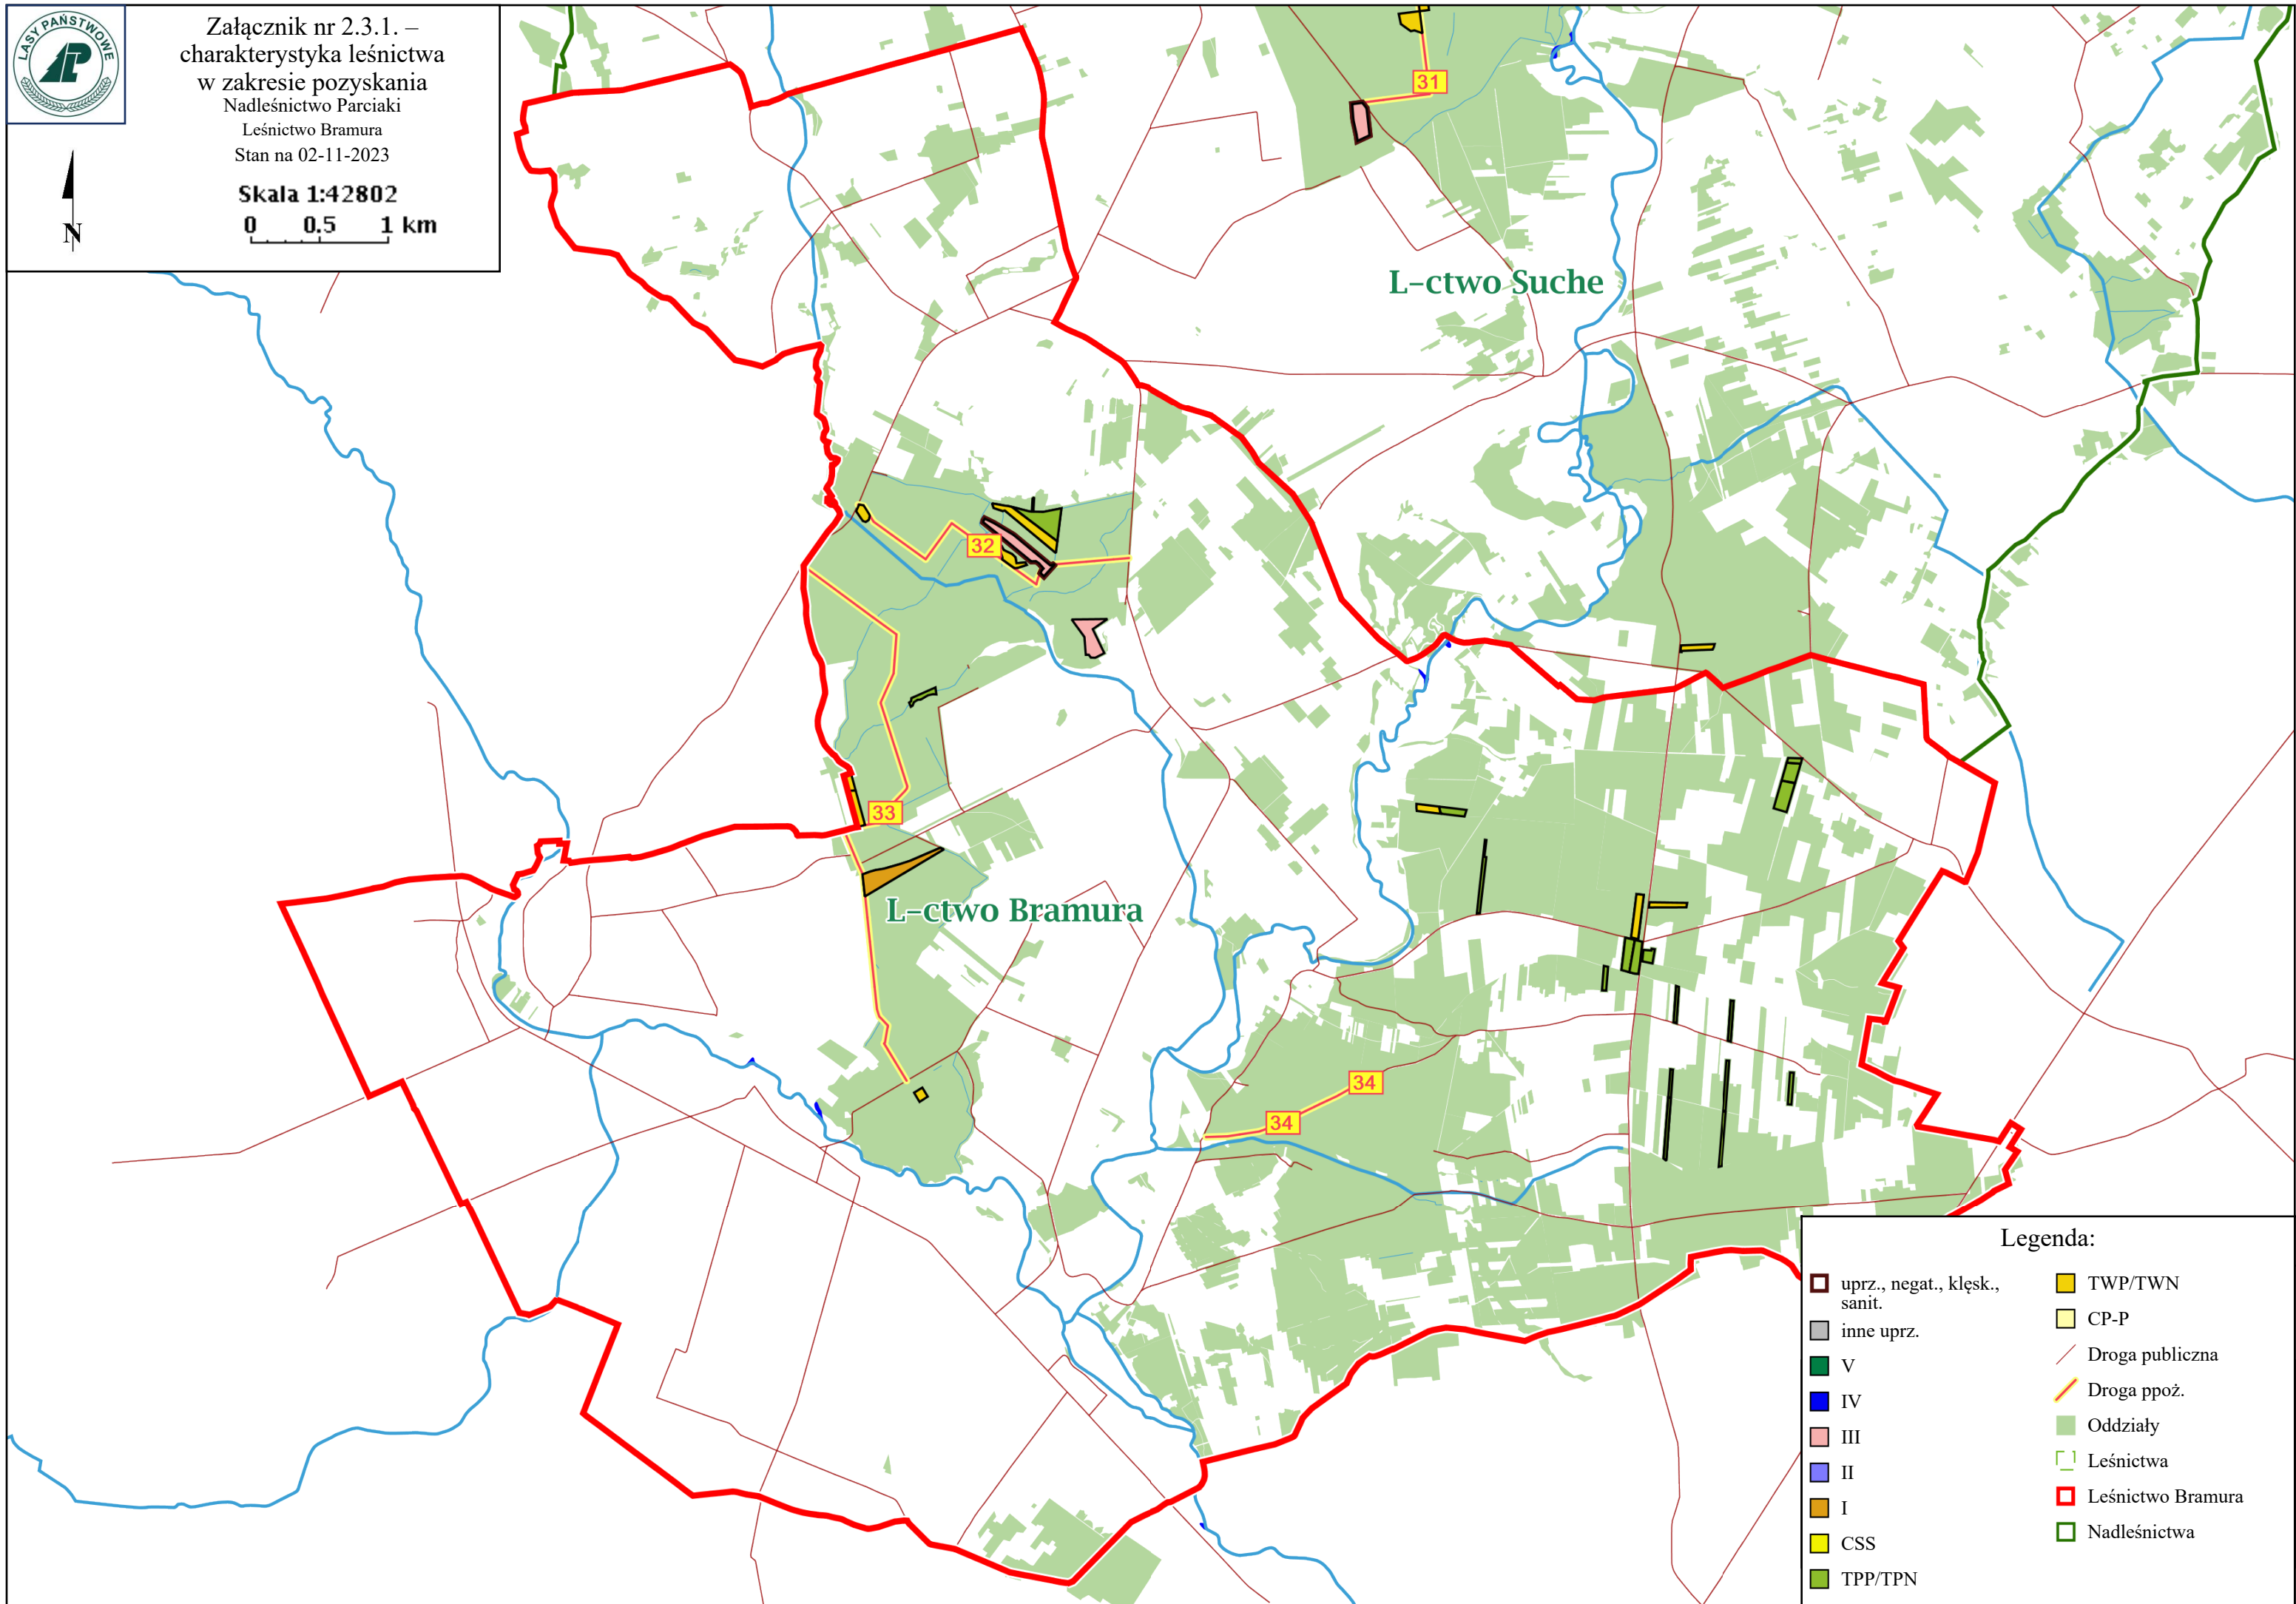 LASY PAŃSTWOWE
Załącznik nr 2.3.1. –
charakterystyka leśnictwa
w zakresie pozyskania
Nadleśnictwo Parciaki
Leśnictwo Bramura
Stan na 02-11-2023
Skala 1:42802
0 0.5 1 km
N
31
L-ctwo Suche
32
33
L-ctwo Bramura
34
34
Legenda:
uprz., negat., klęsk.,
sanit.
inne uprz.
V
IV
III
II
I
CSS
TPP/TPN
TWP/TWN
CP-P
Droga publiczna
Droga ppoż.
Oddziały
Leśnictwa
Leśnictwo Bramura
Nadleśnictwa